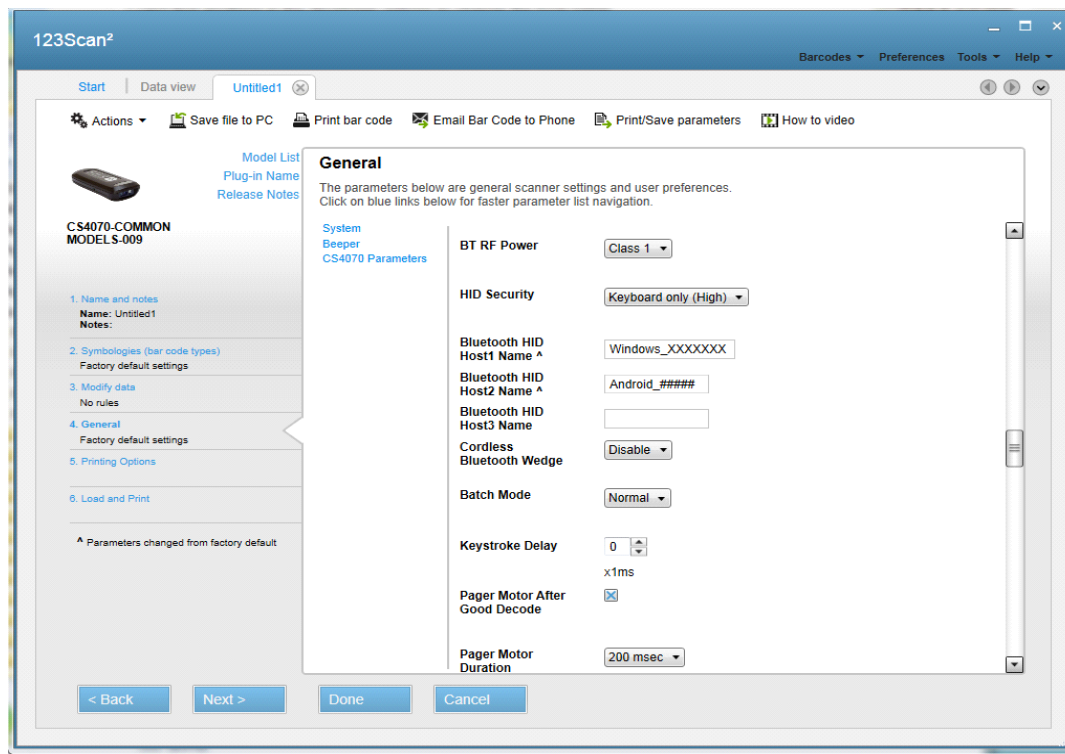 123Scan²
Barcodes Preferences Tools Help
Start Data view Untitled1
Actions Save file to PC Print bar code Email Bar Code to Phone Print/Save parameters How to video
Model List
Plug-in Name
Release Notes
CS4070-COMMON
MODELS-009
1. Name and notes
Name: Untitled1
Notes:
2. Symbologies (bar code types)
Factory default settings
3. Modify data
No rules
4. General
Factory default settings
5. Printing Options
6. Load and Print
^ Parameters changed from factory default
General
The parameters below are general scanner settings and user preferences.
Click on blue links below for faster parameter list navigation.
System
Beeper
CS4070 Parameters
BT RF Power Class 1
HID Security Keyboard only (High)
Bluetooth HID
Host1 Name ^ Windows_XXXXXXX
Bluetooth HID
Host2 Name ^ Android_#####
Bluetooth HID
Host3 Name
Cordless
Bluetooth Wedge Disable
Batch Mode Normal
Keystroke Delay 0
x1ms
Pager Motor After
Good Decode
Pager Motor
Duration 200 msec
< Back Next > Done Cancel